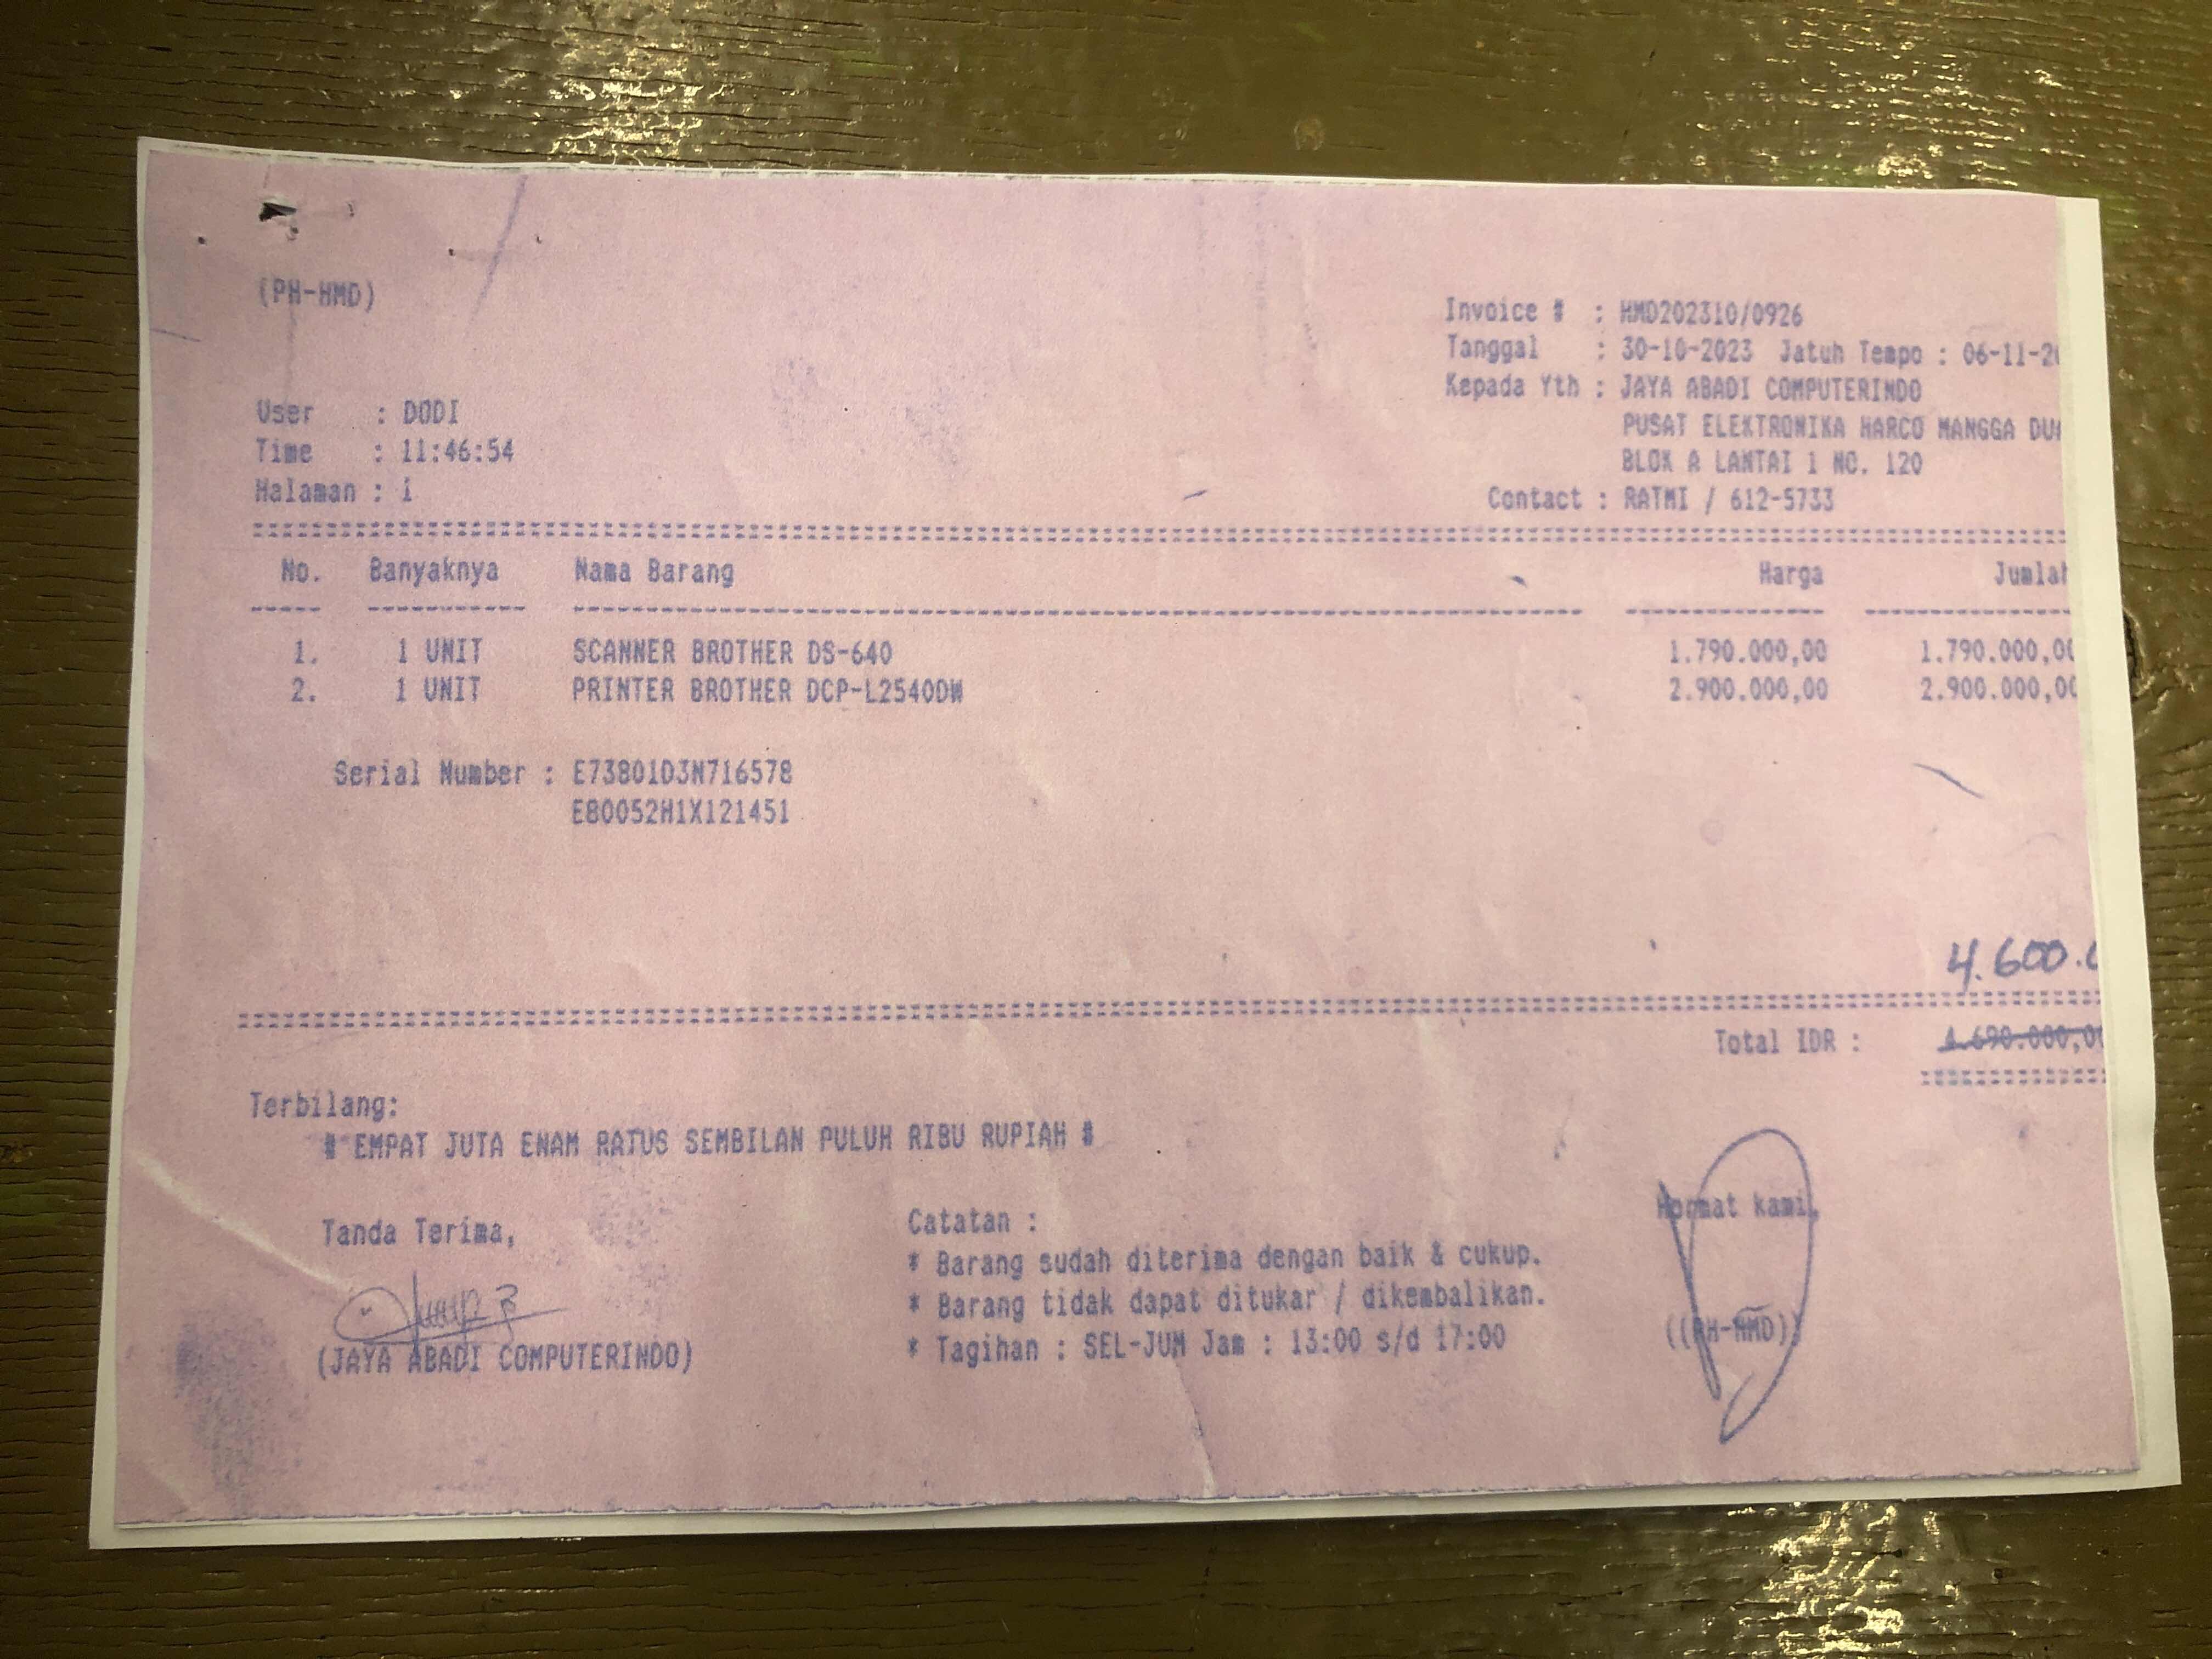 (PH-HMD)
Invoice # : HMD202310/0926
Tanggal : 30-10-2023 Jatuh Tempo : 06-11-20
Kepada Yth : JAYA ABADI COMPUTERINDO
PUSAT ELEKTRONIKA HARCO MANGGA DUA
BLOK A LANTAI 1 NO. 120
Contact : RATMI / 612-5733
User : DODI
Time : 11:46:54
Halaman : 1
No. Banyaknya Nama Barang Harga Jumlah
1. 1 UNIT SCANNER BROTHER DS-640 1.790.000,00 1.790.000,00
2. 1 UNIT PRINTER BROTHER DCP-L2540DW 2.900.000,00 2.900.000,00
Serial Number : E73801D3N716578
E80052H1X121451
4.600.
Total IDR : 4.690.000,00
Terbilang:
# EMPAT JUTA ENAM RATUS SEMBILAN PULUH RIBU RUPIAH #
Tanda Terima,
(JAYA ABADI COMPUTERINDO)
Catatan :
* Barang sudah diterima dengan baik & cukup.
* Barang tidak dapat ditukar / dikembalikan.
* Tagihan : SEL-JUM Jam : 13:00 s/d 17:00
Hormat kami,
((PH-HMD))